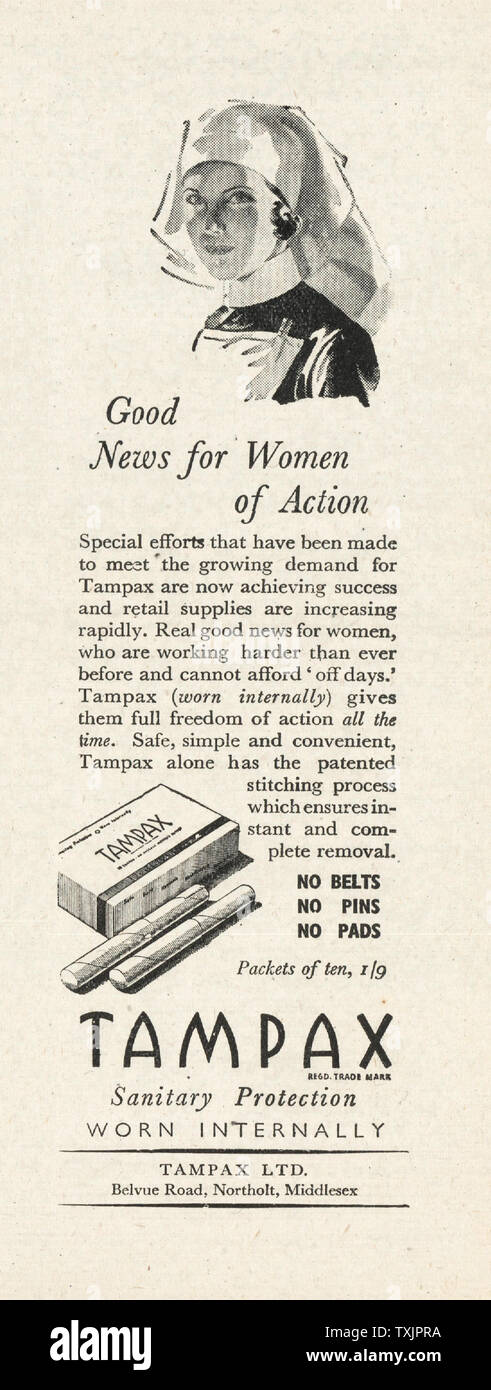 Good
News for Women
of Action
Special efforts that have been made
to meet the growing demand for
Tampax are now achieving success
and retail supplies are increasing
rapidly. Real good news for women,
who are working harder than ever
before and cannot afford ‘off days.’
Tampax (worn internally) gives
them full freedom of action all the
time. Safe, simple and convenient,
Tampax alone has the patented
stitching process
which ensures in-
stant and com-
plete removal.
TAMPAX
NO BELTS
NO PINS
NO PADS
Packets of ten, 1/9
TAMPAX
REGD. TRADE MARK
Sanitary Protection
WORN INTERNALLY
TAMPAX LTD.
Belvue Road, Northolt, Middlesex
alamy
alamy
Image ID: TXJPRA
www.alamy.com